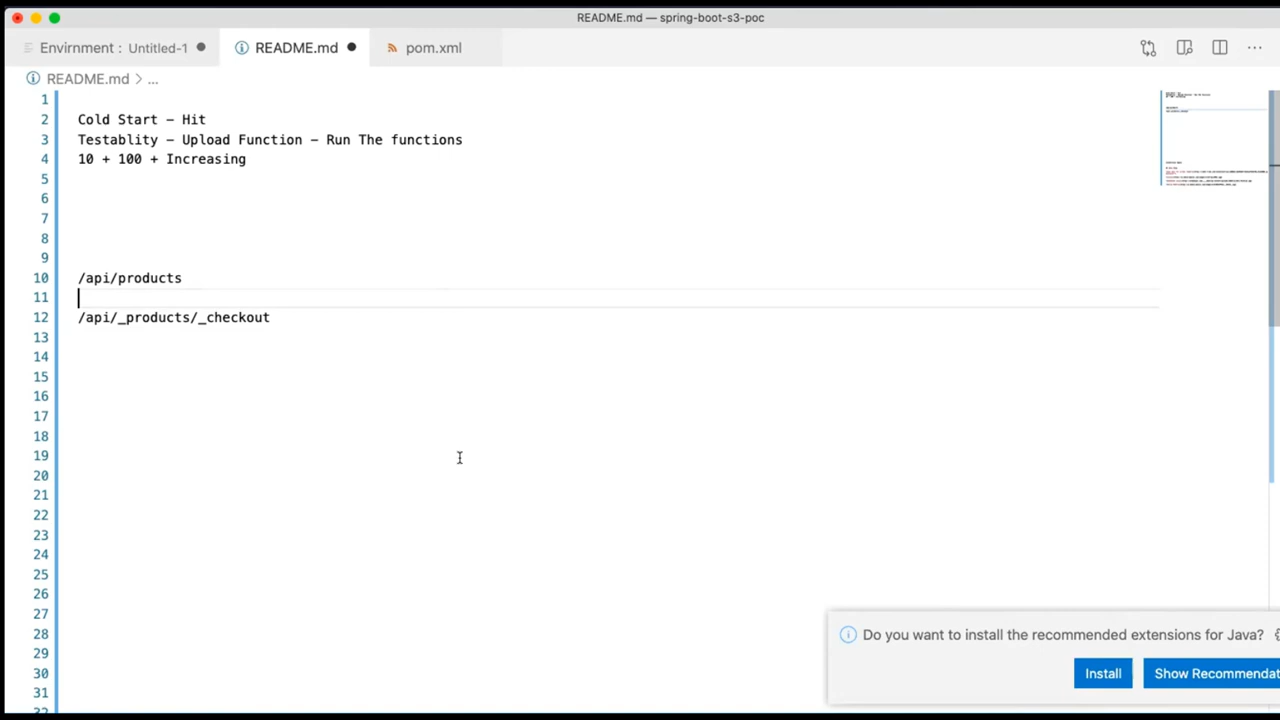 README.md — spring-boot-s3-poc
Envirnment : Untitled-1
README.md
pom.xml
README.md > ...
1
2 Cold Start - Hit
3 Testablity - Upload Function - Run The functions
4 10 + 100 + Increasing
5
6
7
8
9
10 /api/products
11
12 /api/_products/_checkout
13
14
15
16
17
18
19
20
21
22
23
24
25
26
27
28
29
30
31
32
Do you want to install the recommended extensions for Java?
Install
Show Recommendat